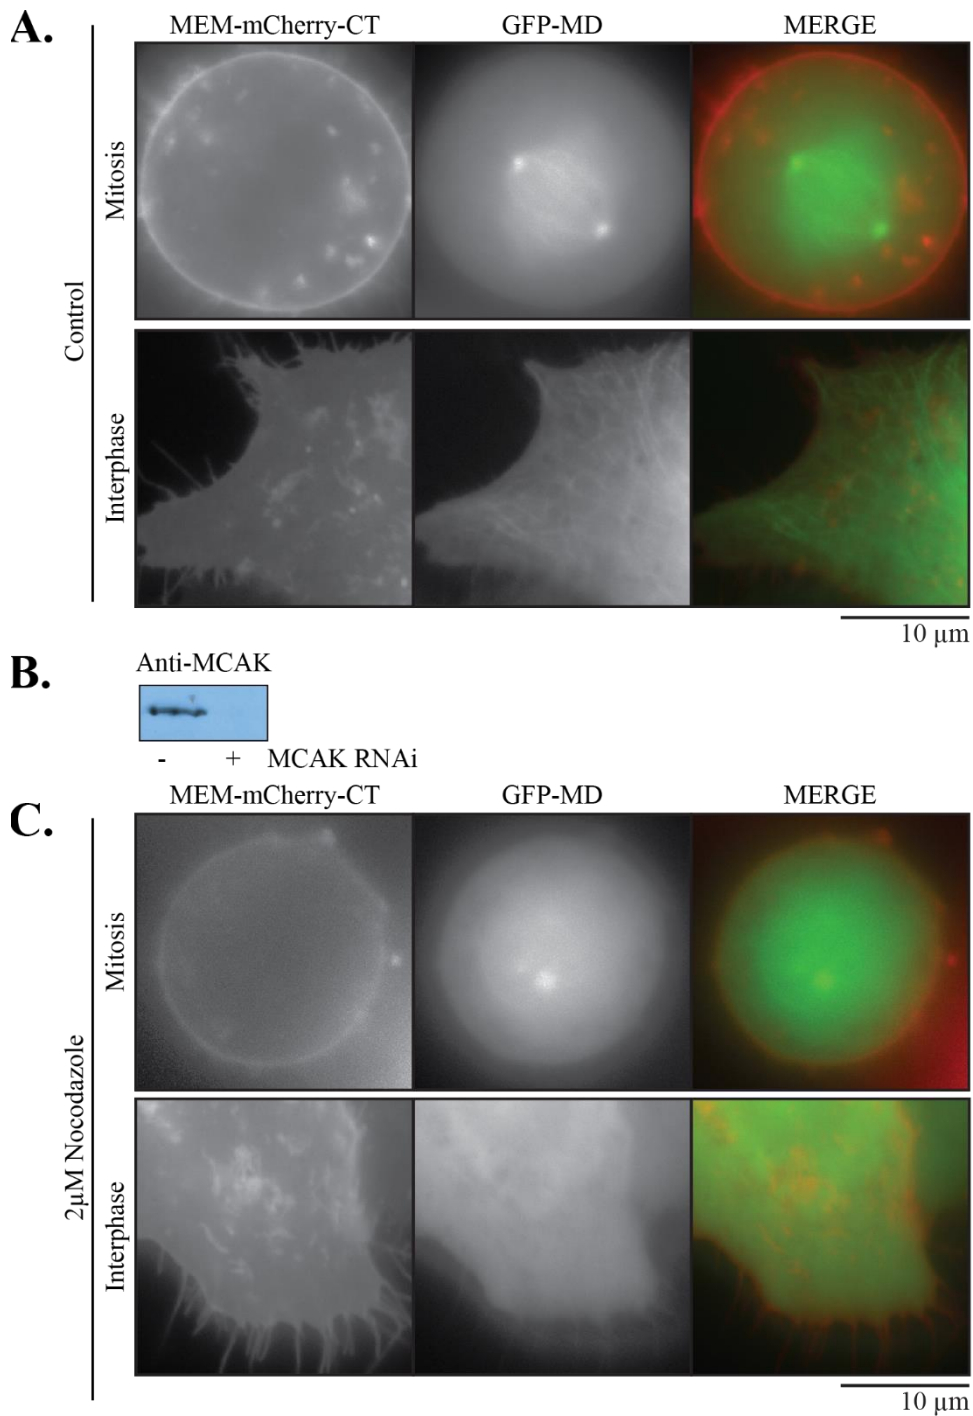 A.
MEM-mCherry-CT GFP-MD MERGE
Control
Mitosis
Interphase
10 µm
B.
Anti-MCAK
- + MCAK RNAi
C.
MEM-mCherry-CT GFP-MD MERGE
2µM Nocodazole
Mitosis
Interphase
10 µm